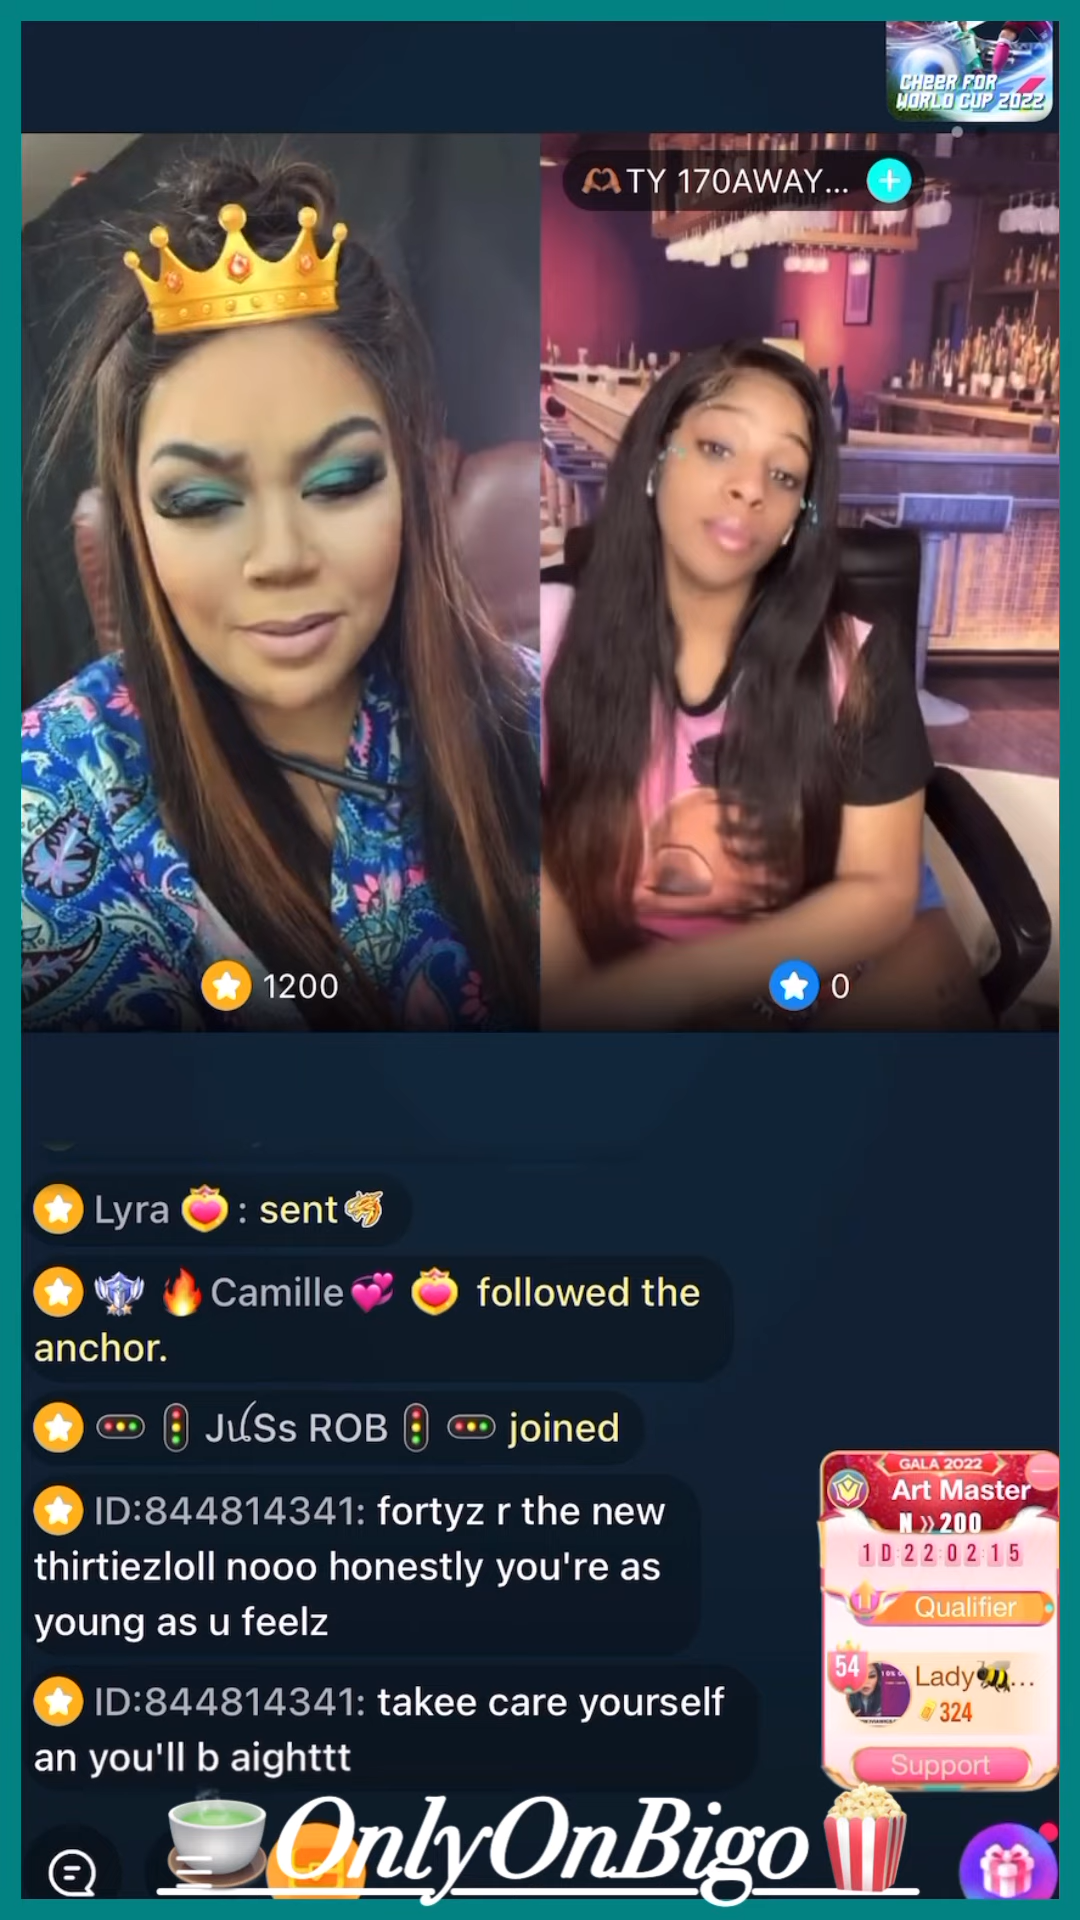 CHEER FOR
WORLD CUP 2022
🫶🏽TY 170AWAY...
1200
0
Lyra : sent
🔥Camille💞 followed the
anchor.
🚥🚦JuSs ROB🚦🚥 joined
ID:844814341: fortyz r the new
thirtiezloll nooo honestly you're as
young as u feelz
ID:844814341: takee care yourself
an you'll b aighttt
GALA 2022
Art Master
N »200
1D:22:02:15
Qualifier
54
Lady🐝...
324
Support
🍵OnlyOnBigo🍿